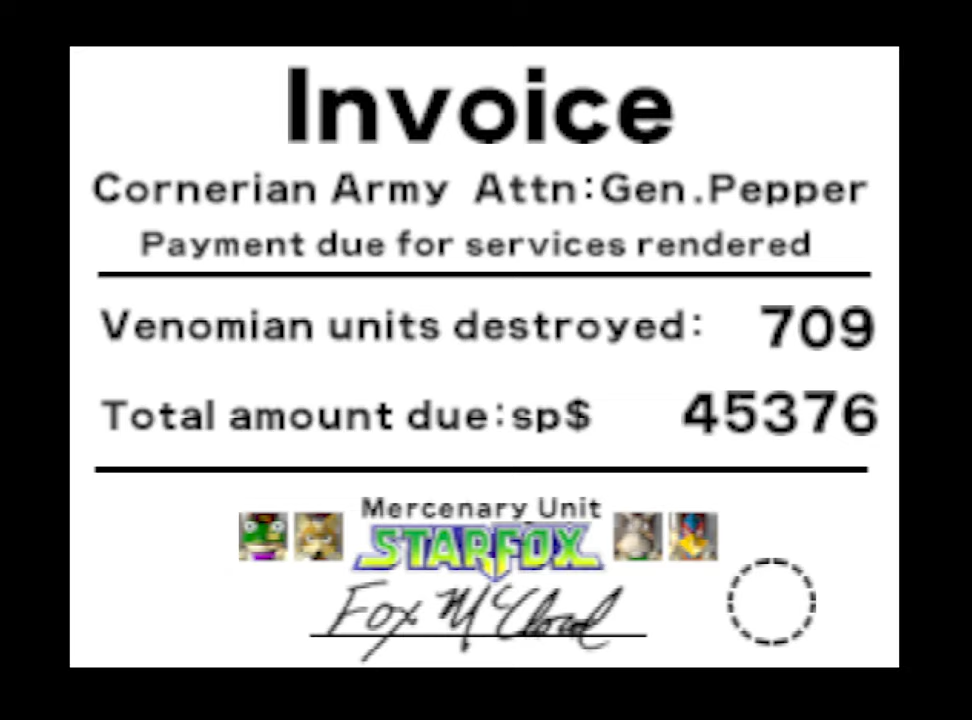 Invoice
Cornerian Army Attn:Gen.Pepper
Payment due for services rendered
Venomian units destroyed: 709
Total amount due:sp$ 45376
Mercenary Unit
STARFOX
Fox McCloud